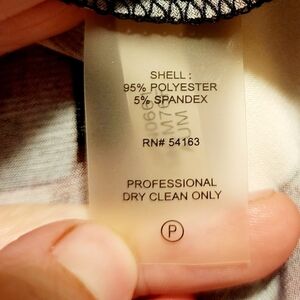 SHELL :
95% POLYESTER
5% SPANDEX
RN# 54163
PROFESSIONAL
DRY CLEAN ONLY
P